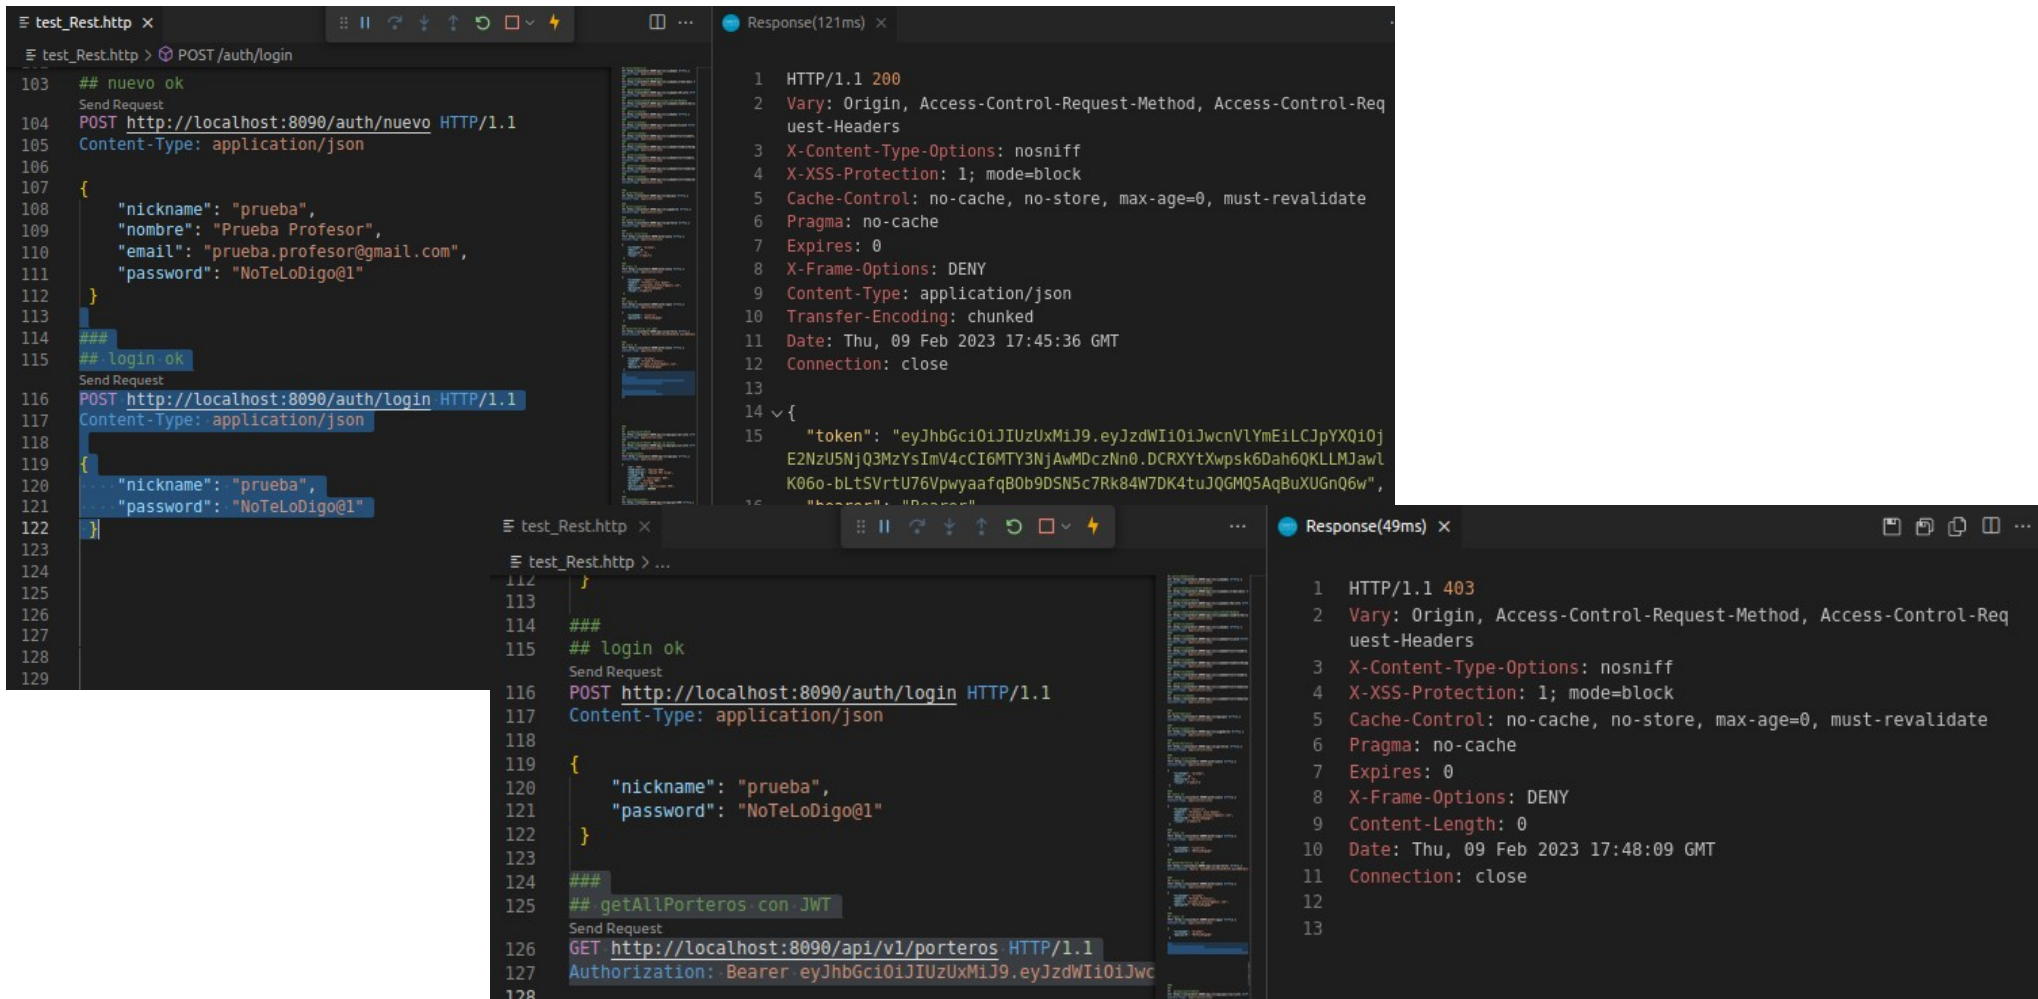 test_Rest.http
test_Rest.http > POST /auth/login
103 ## nuevo ok
Send Request
104 POST http://localhost:8090/auth/nuevo HTTP/1.1
105 Content-Type: application/json
106
107 {
108 "nickname": "prueba",
109 "nombre": "Prueba Profesor",
110 "email": "prueba.profesor@gmail.com",
111 "password": "NoTeLoDigo@1"
112 }
113
114 ###
115 ## login ok
Send Request
116 POST http://localhost:8090/auth/login HTTP/1.1
117 Content-Type: application/json
118
119 {
120 "nickname": "prueba",
121 "password": "NoTeLoDigo@1"
122 }
123
124
125
126
127
128
129
Response(121ms)
1 HTTP/1.1 200
2 Vary: Origin, Access-Control-Request-Method, Access-Control-Req
uest-Headers
3 X-Content-Type-Options: nosniff
4 X-XSS-Protection: 1; mode=block
5 Cache-Control: no-cache, no-store, max-age=0, must-revalidate
6 Pragma: no-cache
7 Expires: 0
8 X-Frame-Options: DENY
9 Content-Type: application/json
10 Transfer-Encoding: chunked
11 Date: Thu, 09 Feb 2023 17:45:36 GMT
12 Connection: close
13
14 {
15 "token": "eyJhbGciOiJIUzUxMiJ9.eyJzdWIiOiJwcnVlYmEiLCJpYXQiOj
E2NzU5NjQ3MzYsImV4cCI6MTY3NjAwMDczNn0.DCRXYtXwpsk6Dah6QKLLMJawl
K06o-bLtSVrtU76VpwyaafqBOb9DSN5c7Rk84W7DK4tuJQGMQ5AqBuXUGnQ6w",
16 "bearer": "Bearer"
test_Rest.http
test_Rest.http > ...
112 }
113
114 ###
115 ## login ok
Send Request
116 POST http://localhost:8090/auth/login HTTP/1.1
117 Content-Type: application/json
118
119 {
120 "nickname": "prueba",
121 "password": "NoTeLoDigo@1"
122 }
123
124 ###
125 ## getAllPorteros con JWT
Send Request
126 GET http://localhost:8090/api/v1/porteros HTTP/1.1
127 Authorization: Bearer eyJhbGciOiJIUzUxMiJ9.eyJzdWIiOiJwc
128
Response(49ms)
1 HTTP/1.1 403
2 Vary: Origin, Access-Control-Request-Method, Access-Control-Req
uest-Headers
3 X-Content-Type-Options: nosniff
4 X-XSS-Protection: 1; mode=block
5 Cache-Control: no-cache, no-store, max-age=0, must-revalidate
6 Pragma: no-cache
7 Expires: 0
8 X-Frame-Options: DENY
9 Content-Length: 0
10 Date: Thu, 09 Feb 2023 17:48:09 GMT
11 Connection: close
12
13